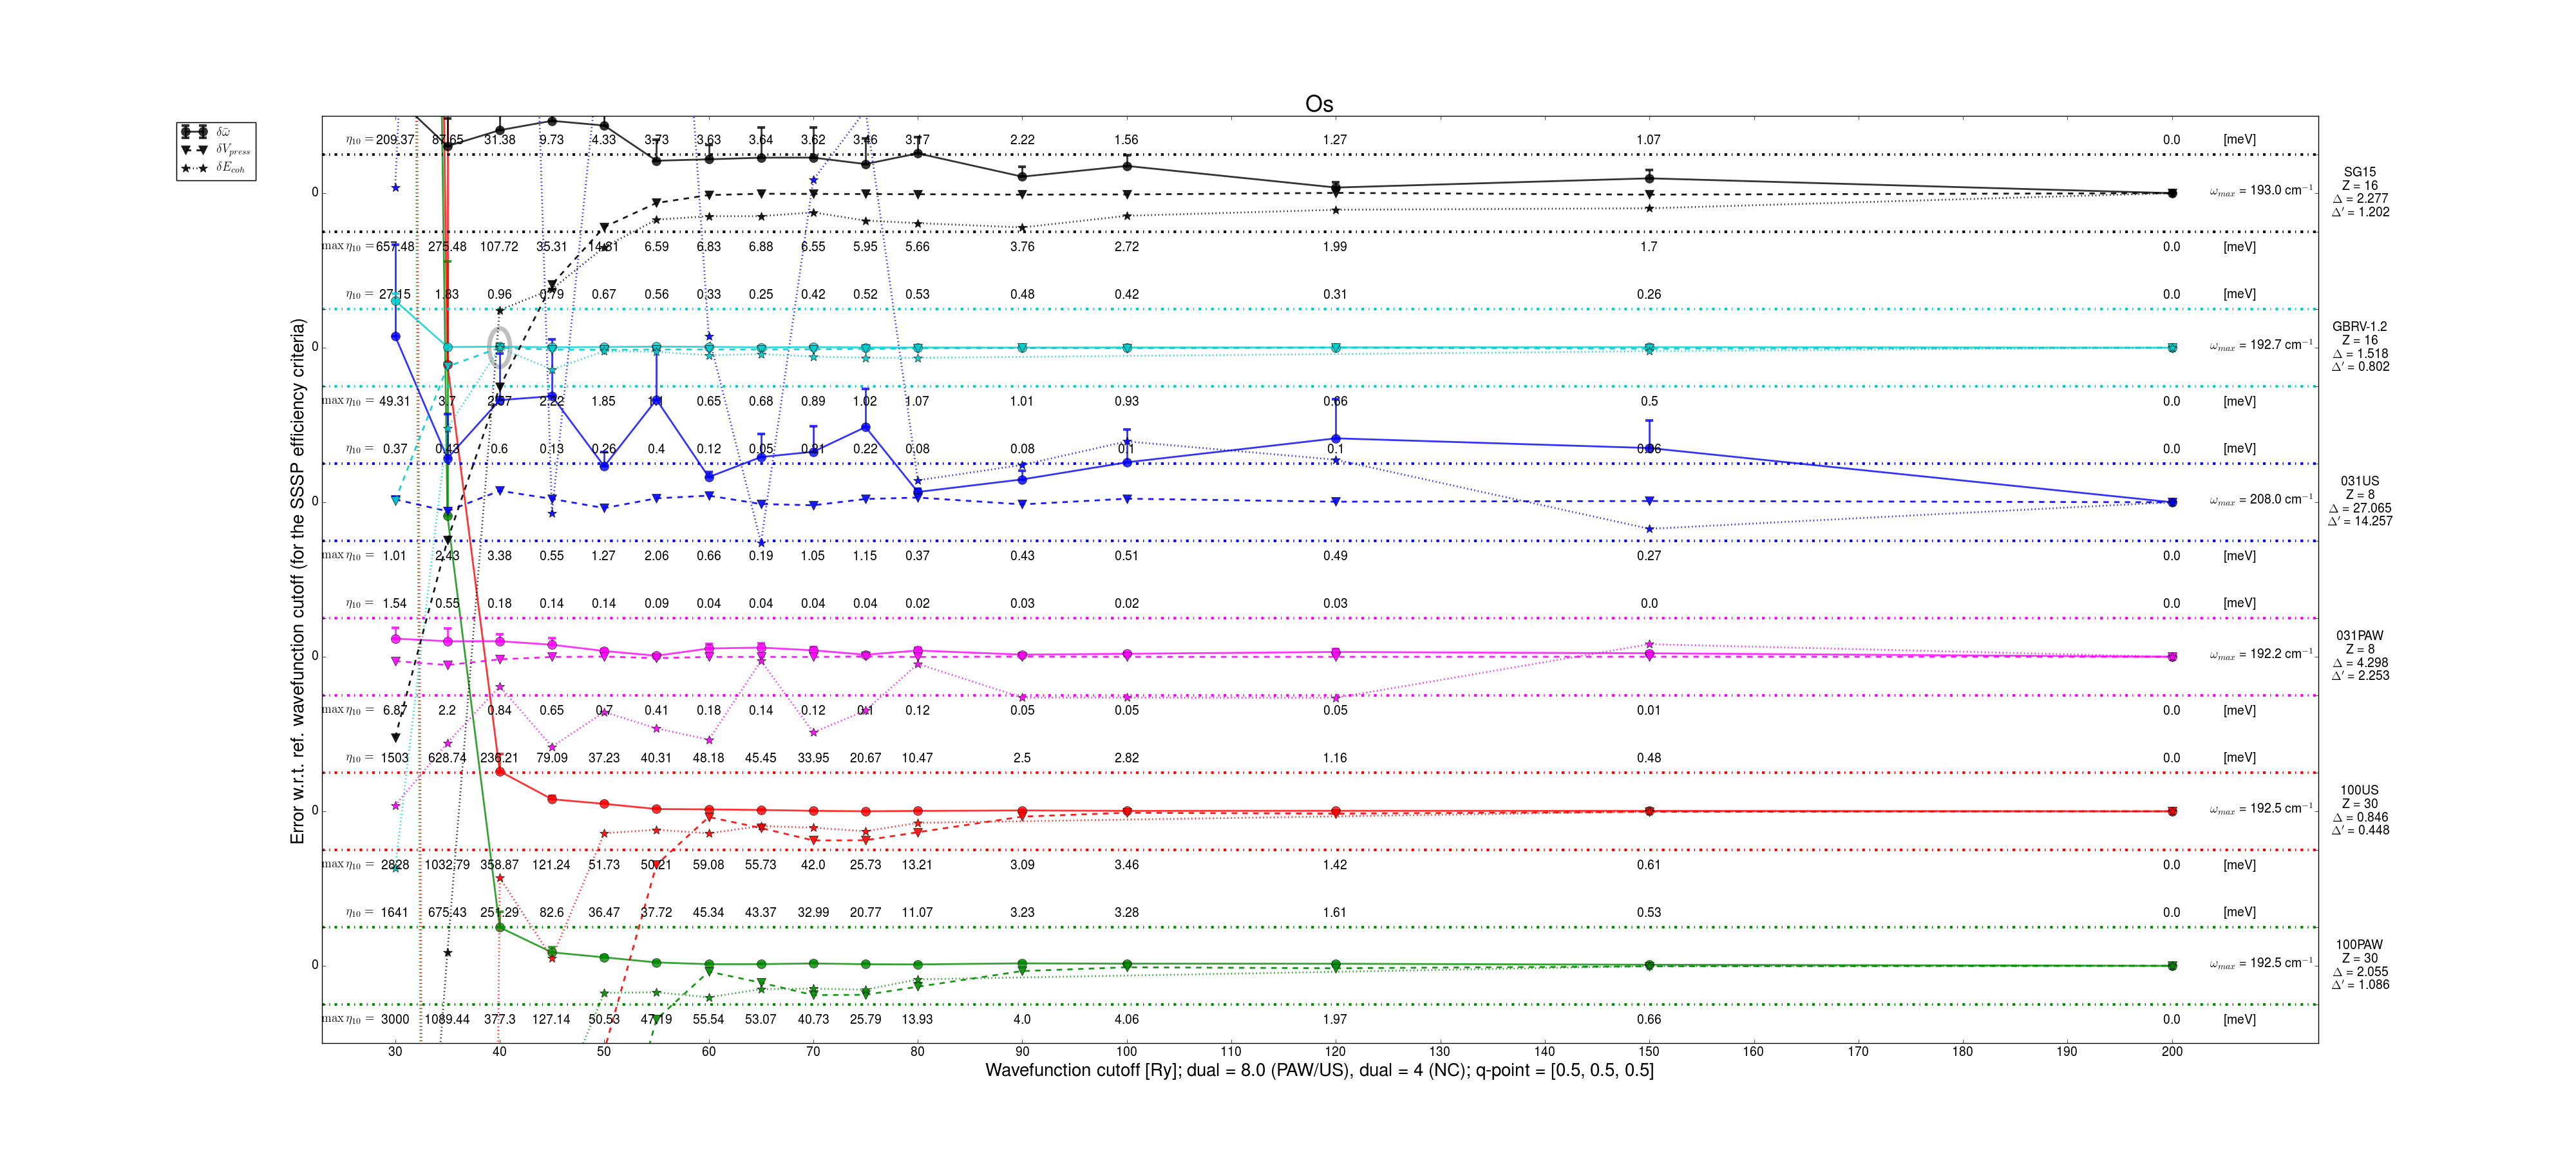 Os
δω̄
δV_press
δE_coh
Error w.r.t. ref. wavefunction cutoff (for the SSSP efficiency criteria)
η₁₀ = 209.37 87.65 31.38 9.73 4.33 3.73 3.63 3.64 3.62 3.46 3.17 2.22 1.56 1.27 1.07 0.0 [meV]
0 ω_max = 193.0 cm⁻¹
SG15
Z = 16
Δ = 2.277
Δ′ = 1.202
max η₁₀ = 657.48 275.48 107.72 35.31 14.81 6.59 6.83 6.88 6.55 5.95 5.66 3.76 2.72 1.99 1.7 0.0 [meV]
η₁₀ = 27.15 1.83 0.96 0.79 0.67 0.56 0.33 0.25 0.42 0.52 0.53 0.48 0.42 0.31 0.26 0.0 [meV]
0 ω_max = 192.7 cm⁻¹
GBRV-1.2
Z = 16
Δ = 1.518
Δ′ = 0.802
max η₁₀ = 49.31 3.7 2.22 1.85 0.65 0.68 0.89 1.02 1.07 1.01 0.93 0.66 0.5 0.0 [meV]
η₁₀ = 0.37 0.6 0.13 0.26 0.4 0.12 0.05 0.22 0.08 0.08 0.1 0.1 0.06 0.0 [meV]
0 ω_max = 208.0 cm⁻¹
031US
Z = 8
Δ = 27.065
Δ′ = 14.257
max η₁₀ = 1.01 2.43 3.38 0.55 1.27 2.06 0.66 0.19 1.05 1.15 0.37 0.43 0.51 0.49 0.27 0.0 [meV]
η₁₀ = 1.54 0.55 0.18 0.14 0.14 0.09 0.04 0.04 0.04 0.04 0.02 0.03 0.02 0.03 0.0 0.0 [meV]
0 ω_max = 192.2 cm⁻¹
031PAW
Z = 8
Δ = 4.298
Δ′ = 2.253
max η₁₀ = 2.2 0.84 0.65 0.7 0.41 0.18 0.14 0.12 0.1 0.12 0.05 0.05 0.05 0.01 0.0 [meV]
η₁₀ = 1503 628.74 236.21 79.09 37.23 40.31 48.18 45.45 33.95 20.67 10.47 2.5 2.82 1.16 0.48 0.0 [meV]
0 ω_max = 192.5 cm⁻¹
100US
Z = 30
Δ = 0.846
Δ′ = 0.448
max η₁₀ = 2828 1032.79 358.87 121.24 51.73 50.21 59.08 55.73 42.0 25.73 13.21 3.09 3.46 1.42 0.61 0.0 [meV]
η₁₀ = 1641 675.43 251.29 82.6 36.47 37.72 45.34 43.37 32.99 20.77 11.07 3.23 3.28 1.61 0.53 0.0 [meV]
0 ω_max = 192.5 cm⁻¹
100PAW
Z = 30
Δ = 2.055
Δ′ = 1.086
max η₁₀ = 3000 1089.44 377.3 127.14 50.53 47.19 55.54 53.07 40.73 25.79 13.93 4.0 4.06 1.97 0.66 0.0 [meV]
30 40 50 60 70 80 90 100 110 120 130 140 150 160 170 180 190 200
Wavefunction cutoff [Ry]; dual = 8.0 (PAW/US), dual = 4 (NC); q-point = [0.5, 0.5, 0.5]